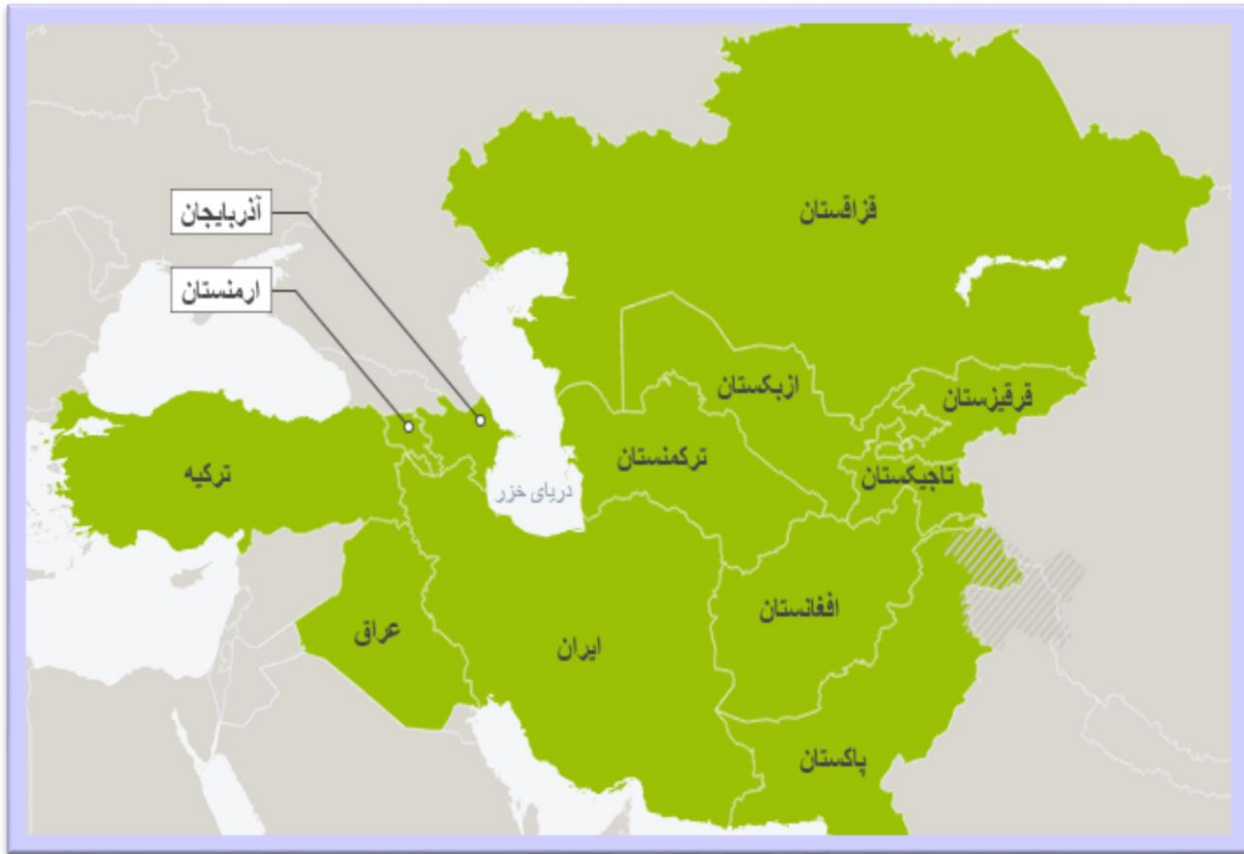 قزاقستان
آذربایجان
ارمنستان
ازبکستان
قرقیزستان
ترکمنستان
تاجیکستان
ترکیه
دریای خزر
افغانستان
عراق
ایران
پاکستان